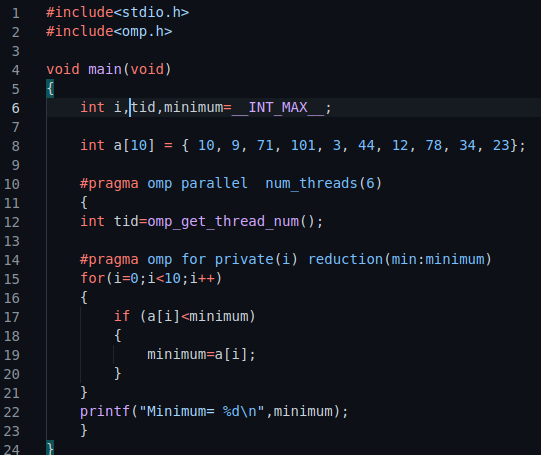 1 #include<stdio.h>
2 #include<omp.h>
3
4 void main(void)
5 {
6     int i,tid,minimum=__INT_MAX__;
7
8     int a[10] = { 10, 9, 71, 101, 3, 44, 12, 78, 34, 23};
9
10     #pragma omp parallel  num_threads(6)
11     {
12     int tid=omp_get_thread_num();
13
14     #pragma omp for private(i) reduction(min:minimum)
15     for(i=0;i<10;i++)
16     {
17         if (a[i]<minimum)
18         {
19             minimum=a[i];
20         }
21     }
22     printf("Minimum= %d\n",minimum);
23     }
24 }